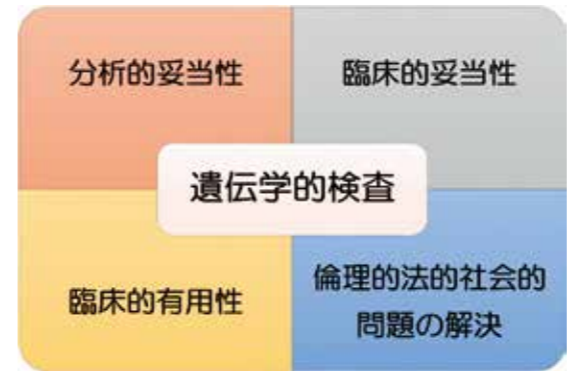 分析的妥当性
臨床的妥当性
遺伝学的検査
臨床的有用性
倫理的法的社会的
問題の解決